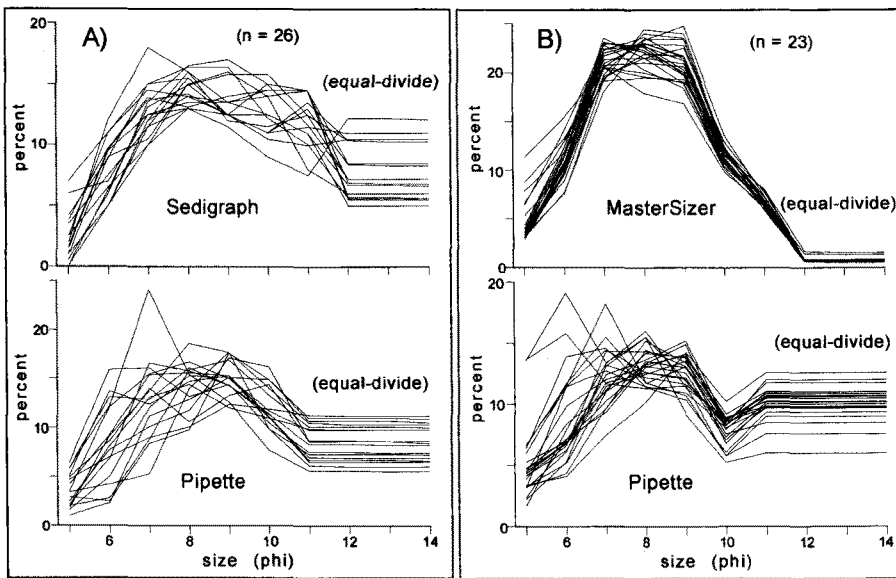 A)
(n = 26)
20
10
0
percent
(equal-divide)
Sedigraph
20
10
0
percent
(equal-divide)
Pipette
6 8 10 12 14
size (phi)
B)
(n = 23)
20
10
0
percent
(equal-divide)
MasterSizer
20
10
0
percent
(equal-divide)
Pipette
6 8 10 12 14
size (phi)